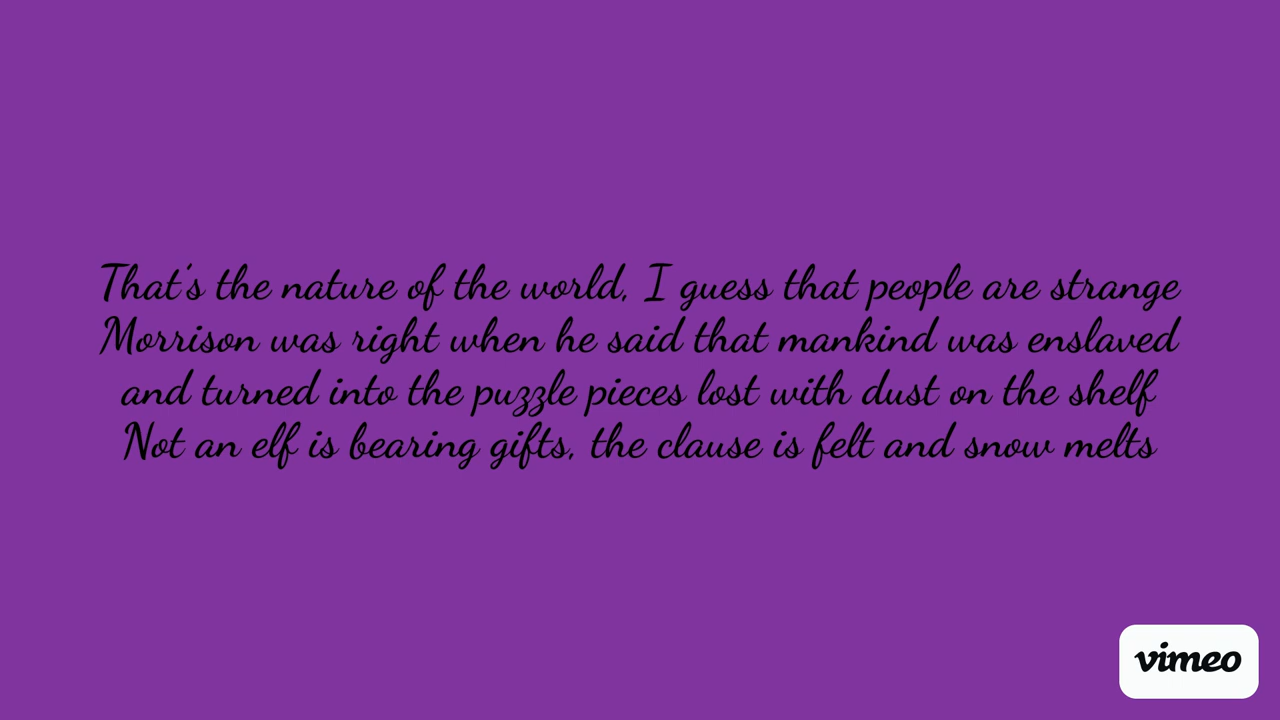 That's the nature of the world, I guess that people are strange
Morrison was right when he said that mankind was enslaved
and turned into the puzzle pieces lost with dust on the shelf
Not an elf is bearing gifts, the clause is felt and snow melts
vimeo